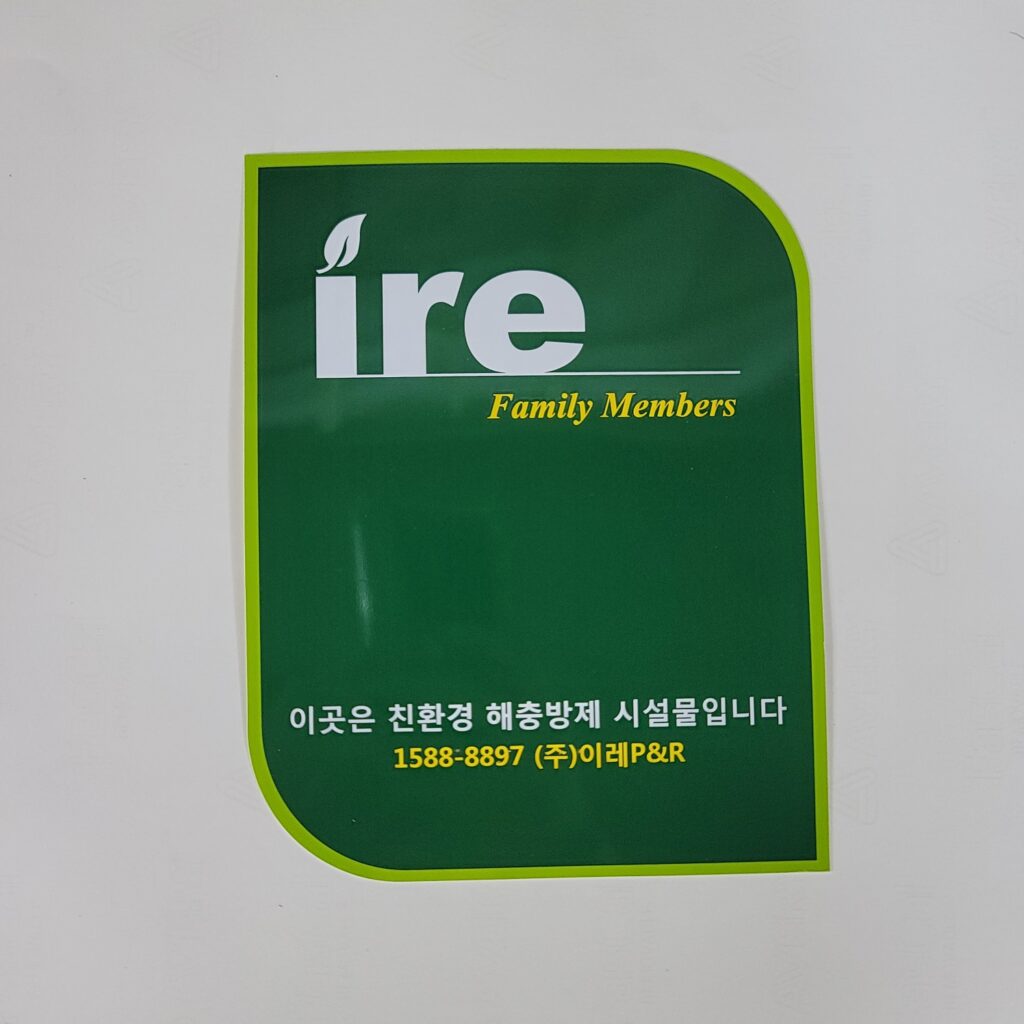 ire
Family Members
이곳은 친환경 해충방제 시설물입니다
1588-8897 (주)이레P&R